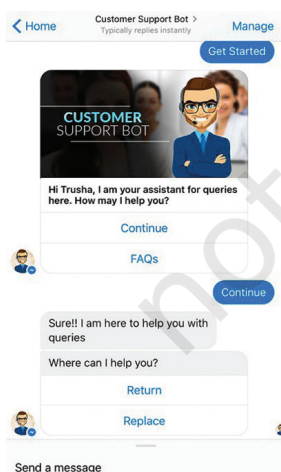 Home
Customer Support Bot >
Typically replies instantly
Manage
Get Started
CUSTOMER
SUPPORT BOT
Hi Trusha, I am your assistant for queries
here. How may I help you?
Continue
FAQs
Continue
Sure!! I am here to help you with
queries
Where can I help you?
Return
Replace
Send a message
not